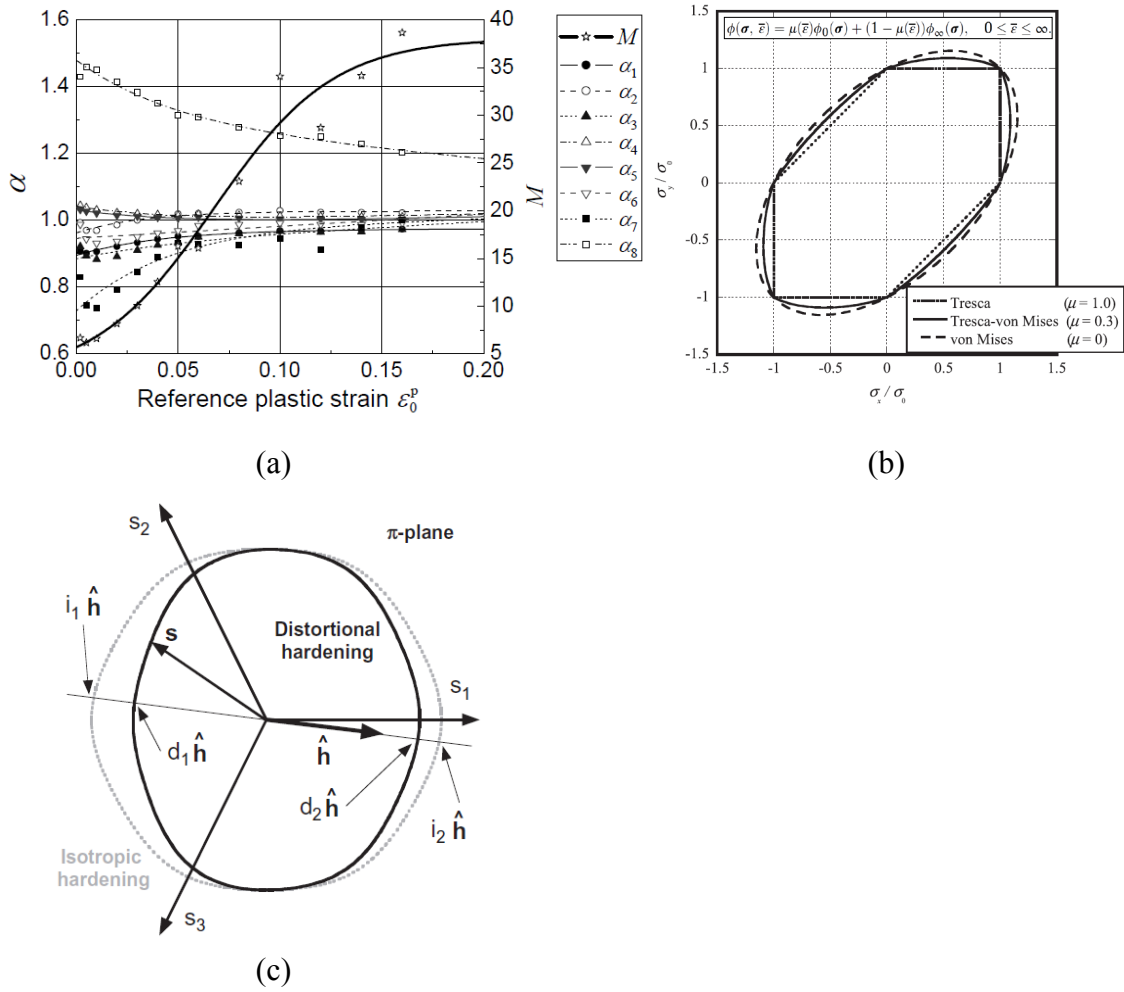 1.6
1.4
1.2
1.0
0.8
0.6
α
40
35
30
25
20
15
10
5
M
0.00 0.05 0.10 0.15 0.20
Reference plastic strain ε₀ᵖ
M
α₁
α₂
α₃
α₄
α₅
α₆
α₇
α₈
(a)
ϕ(σ, ε̅) = μ(ε̅)ϕ₀(σ) + (1 − μ(ε̅))ϕ∞(σ), 0 ≤ ε̅ ≤ ∞.
1.5
1
0.5
0
-0.5
-1
-1.5
σ_y / σ₀
Tresca (μ = 1.0)
Tresca-von Mises (μ = 0.3)
von Mises (μ = 0)
-1.5 -1 -0.5 0 0.5 1 1.5
σ_x / σ₀
(b)
s₂
π-plane
i₁ ĥ
s
Distortional
hardening
s₁
d₁ ĥ
ĥ
d₂ ĥ
i₂ ĥ
Isotropic
hardening
s₃
(c)